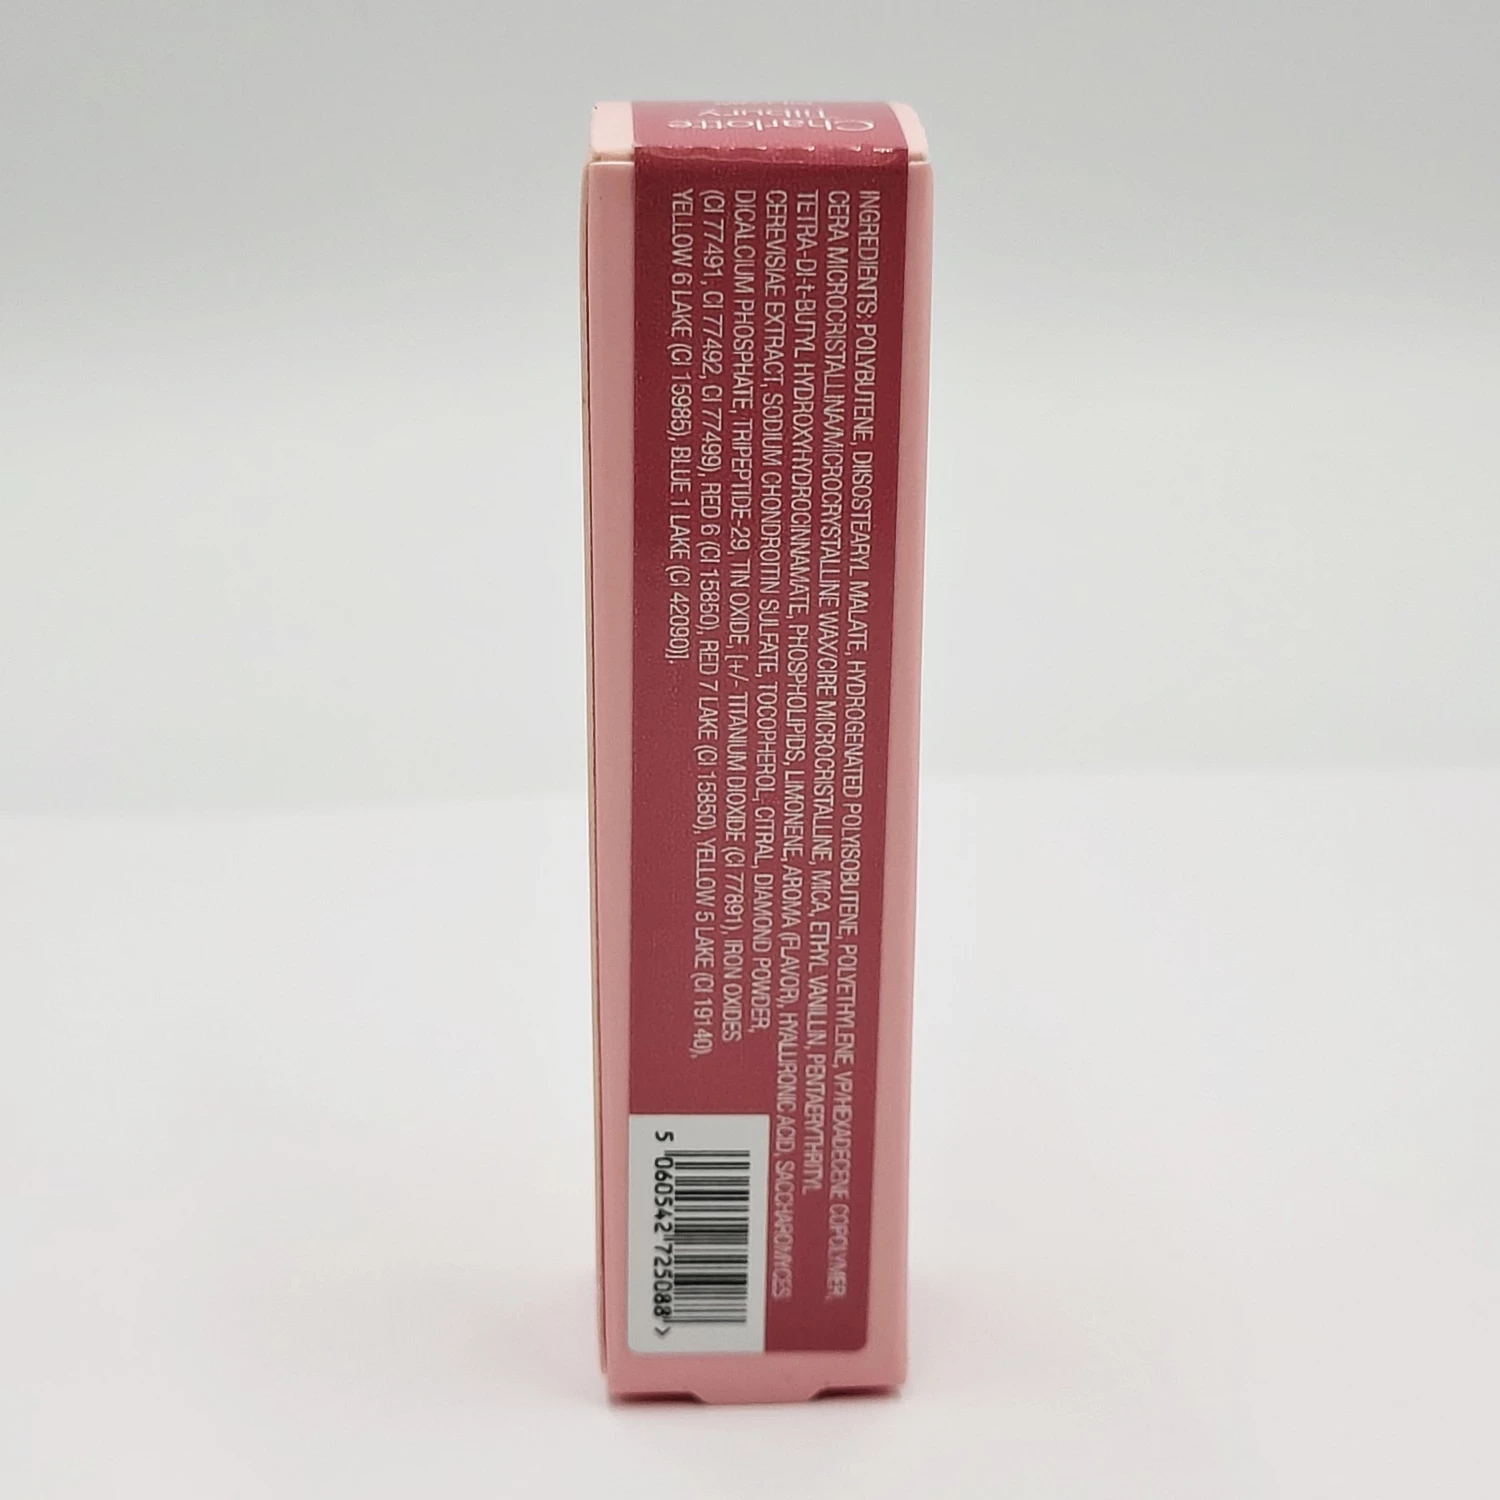 Charlotte
Tilbury
INGREDIENTS: POLYBUTENE, DIISOSTEARYL MALATE, HYDROGENATED POLYISOBUTENE, POLYETHYLENE, VP/HEXADECENE COPOLYMER,
CERA MICROCRISTALLINA/MICROCRYSTALLINE WAX/CIRE MICROCRISTALLINE, MICA, ETHYL VANILLIN, PENTAERYTHRITYL
TETRA-DI-t-BUTYL HYDROXYHYDROCINNAMATE, PHOSPHOLIPIDS, LIMONENE, AROMA (FLAVOR), HYALURONIC ACID, SACCHAROMYCES
CEREVISIAE EXTRACT, SODIUM CHONDROITIN SULFATE, TOCOPHEROL, CITRAL, DIAMOND POWDER,
DICALCIUM PHOSPHATE, TRIPEPTIDE-29, TIN OXIDE, [+/- TITANIUM DIOXIDE (CI 77891), IRON OXIDES
(CI 77491, CI 77492, CI 77499), RED 6 (CI 15850), RED 7 LAKE (CI 15850), YELLOW 5 LAKE (CI 19140),
YELLOW 6 LAKE (CI 15985), BLUE 1 LAKE (CI 42090)].
5 060542 725088 >